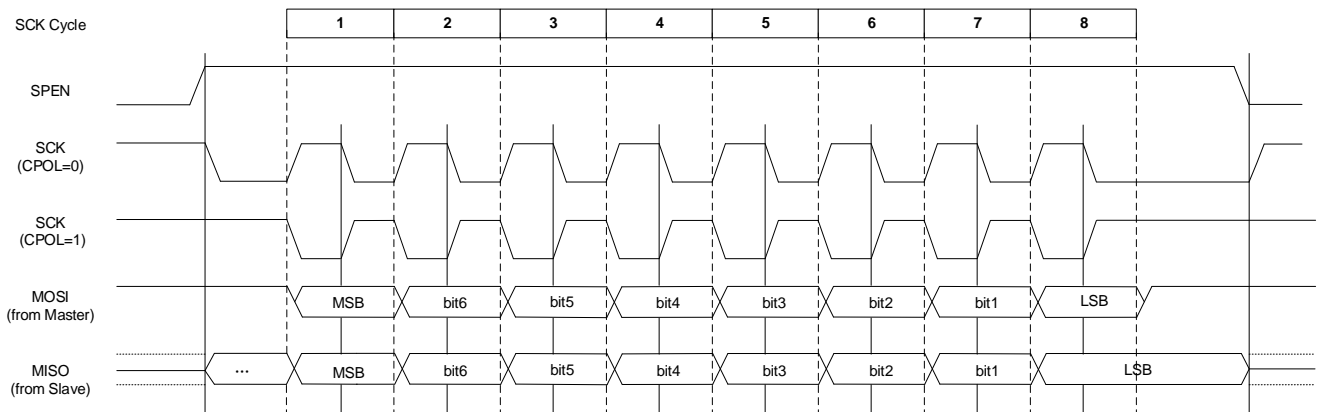 SCK Cycle 1 2 3 4 5 6 7 8
SPEN
SCK
(CPOL=0)
SCK
(CPOL=1)
MOSI
(from Master)
MSB bit6 bit5 bit4 bit3 bit2 bit1 LSB
MISO
(from Slave)
... MSB bit6 bit5 bit4 bit3 bit2 bit1 LSB